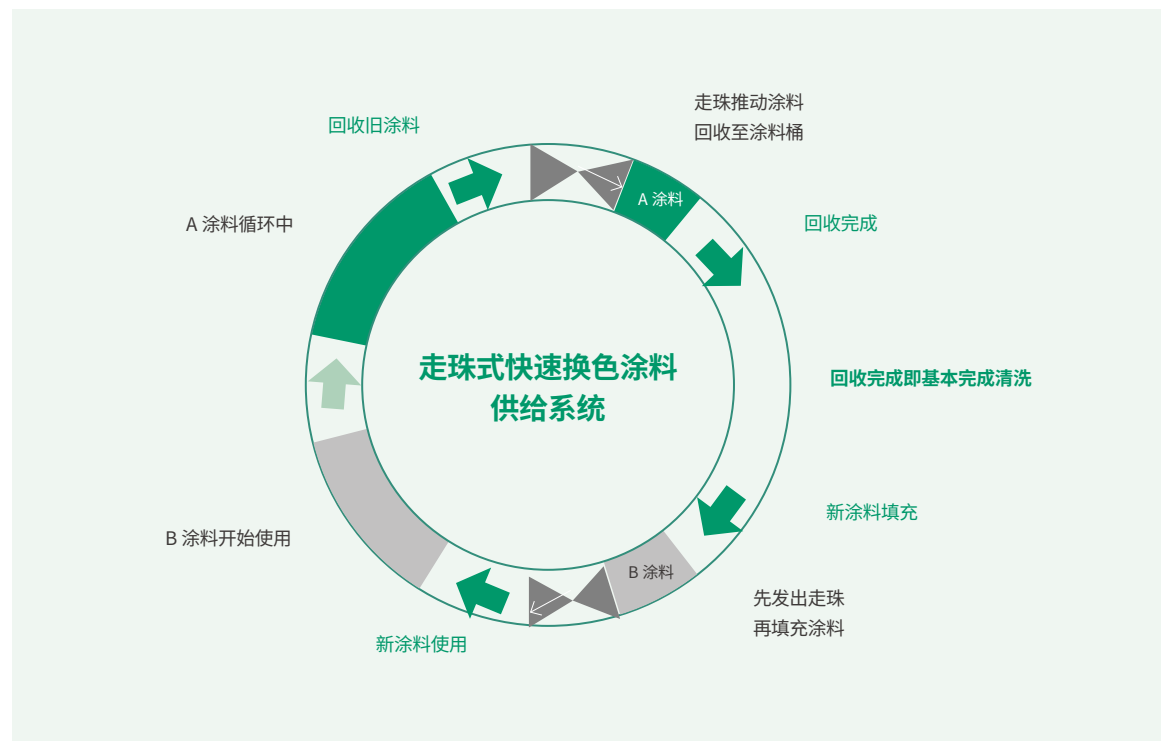 走珠推动涂料
回收至涂料桶
回收旧涂料
A 涂料
A 涂料循环中
回收完成
走珠式快速换色涂料
供给系统
回收完成即基本完成清洗
新涂料填充
B 涂料开始使用
B 涂料
先发出走珠
再填充涂料
新涂料使用